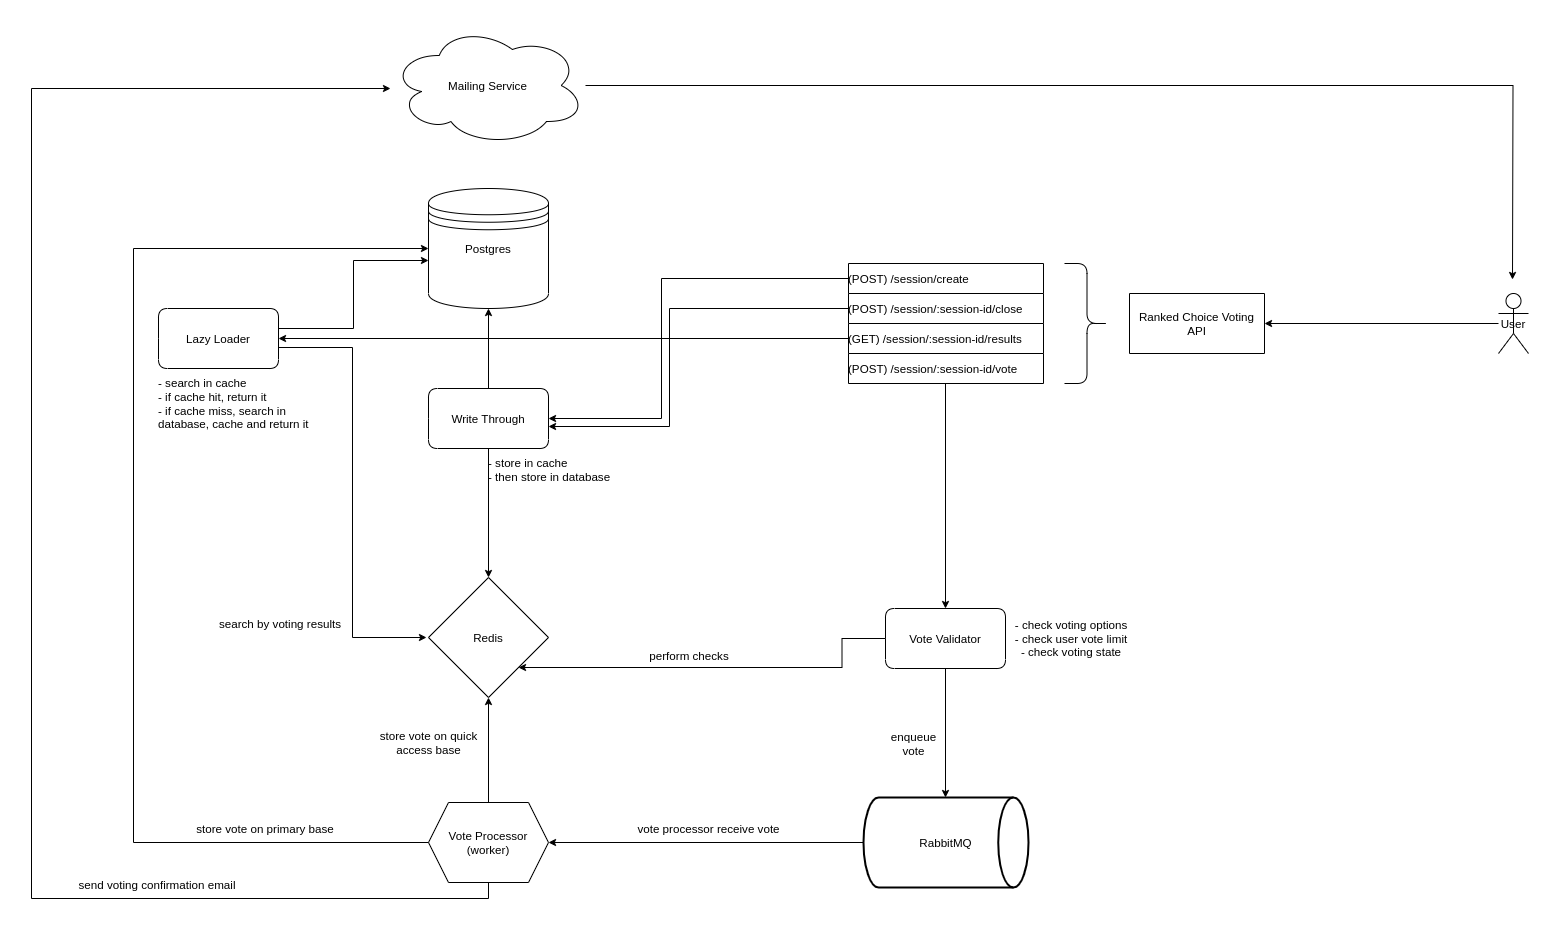 Mailing Service
Postgres
(POST) /session/create
(POST) /session/:session-id/close
(GET) /session/:session-id/results
(POST) /session/:session-id/vote
Ranked Choice Voting
API
User
Lazy Loader
- search in cache
- if cache hit, return it
- if cache miss, search in
database, cache and return it
Write Through
- store in cache
- then store in database
search by voting results
Redis
perform checks
Vote Validator
- check voting options
- check user vote limit
- check voting state
store vote on quick
access base
enqueue
vote
store vote on primary base
Vote Processor
(worker)
vote processor receive vote
RabbitMQ
send voting confirmation email